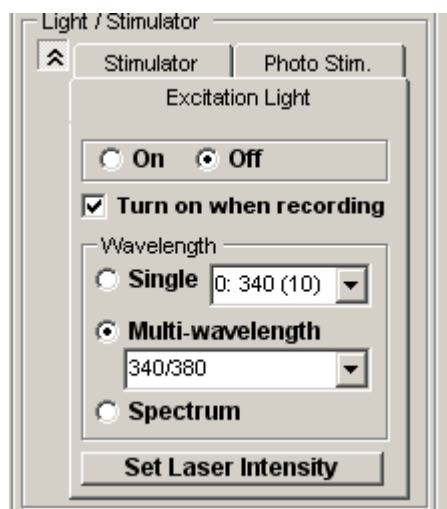 Light / Stimulator
Stimulator Photo Stim.
Excitation Light
On Off
Turn on when recording
Wavelength
Single 0: 340 (10)
Multi-wavelength
340/380
Spectrum
Set Laser Intensity